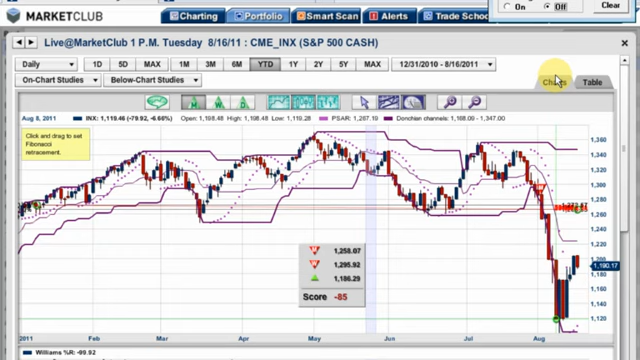 On Off Clear
MARKETCLUB Charting Portfolio Smart Scan Alerts Trade School
Live@MarketClub 1 P.M. Tuesday 8/16/11 : CME_INX (S&P 500 CASH)
Daily 1D 5D MAX 1M 3M 6M YTD 1Y 2Y 5Y MAX 12/31/2010 - 8/16/2011
On-Chart Studies Below-Chart Studies Table
M W D
Aug 8, 2011 INX: 1,119.46 (-79.92, -6.66%) Open: 1,198.48 High: 1,198.48 Low: 1,119.28 PSAR: 1,287.19 Donchian channels: 1,168.09 - 1,347.00
Click and drag to set
Fibonacci
retracement.
1,360
1,340
1,320
1,300
1,280
1,260
1,220
1,200
1,190.17
1,180
1,160
1,140
1,120
W 1,258.07
W 1,295.92
1,186.29
Score -85
2011 Feb Mar Apr May Jun Jul Aug
Williams %R: -99.92